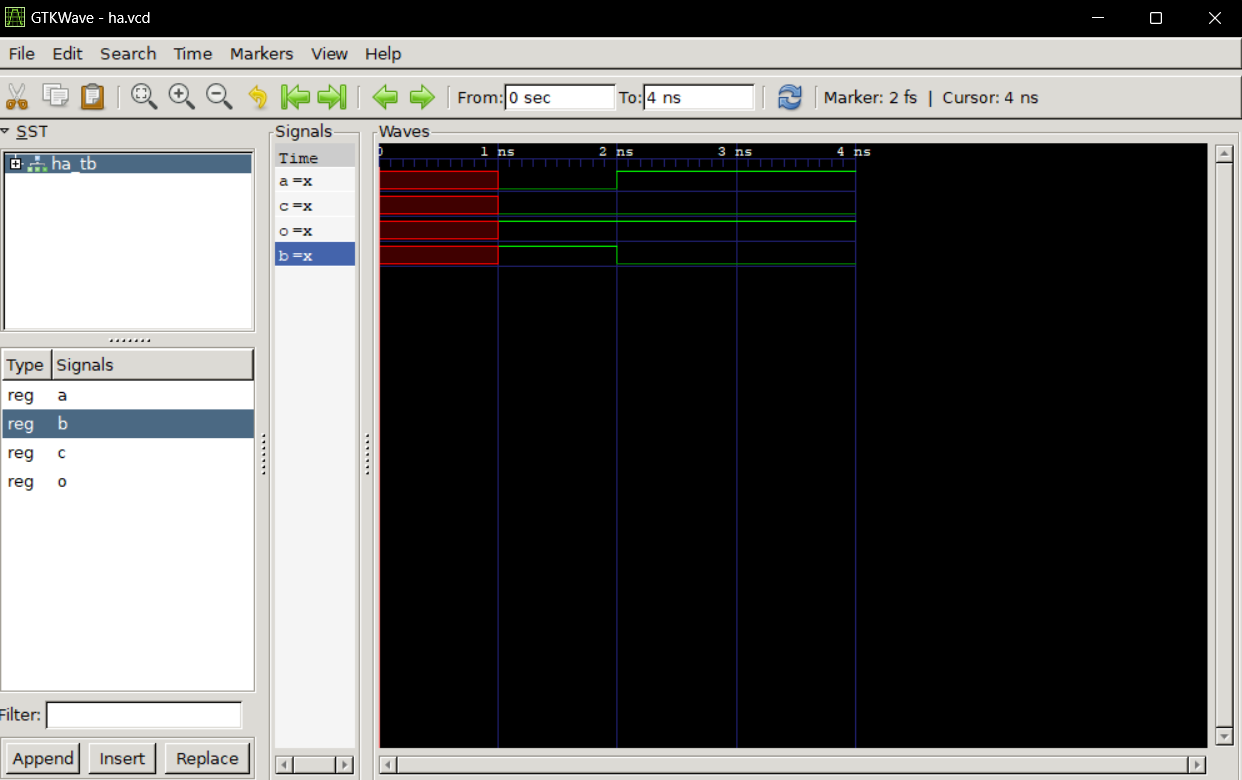 GTKWave - ha.vcd
File Edit Search Time Markers View Help
From: 0 sec To: 4 ns Marker: 2 fs | Cursor: 4 ns
SST
ha_tb
Type Signals
reg a
reg b
reg c
reg o
Filter:
Append Insert Replace
Signals
Time
a =x
c =x
o =x
b =x
Waves
0 1 ns 2 ns 3 ns 4 ns